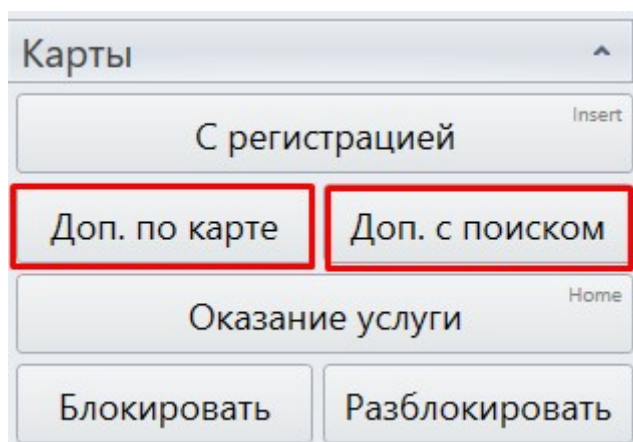 Карты
С регистрацией Insert
Доп. по карте Доп. с поиском
Оказание услуги Home
Блокировать Разблокировать